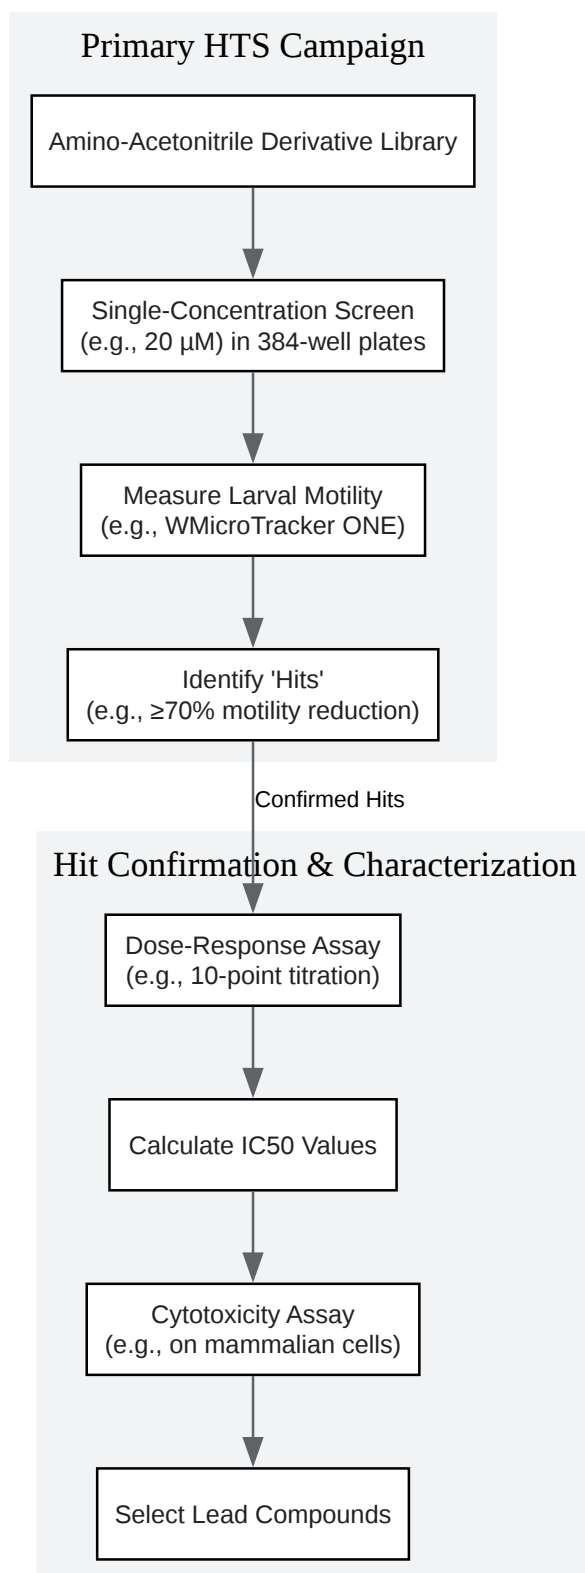 Primary HTS Campaign
Amino-Acetonitrile Derivative Library
Single-Concentration Screen
(e.g., 20 µM) in 384-well plates
Measure Larval Motility
(e.g., WMicroTracker ONE)
Identify 'Hits'
(e.g., ≥70% motility reduction)
Confirmed Hits
Hit Confirmation & Characterization
Dose-Response Assay
(e.g., 10-point titration)
Calculate IC50 Values
Cytotoxicity Assay
(e.g., on mammalian cells)
Select Lead Compounds